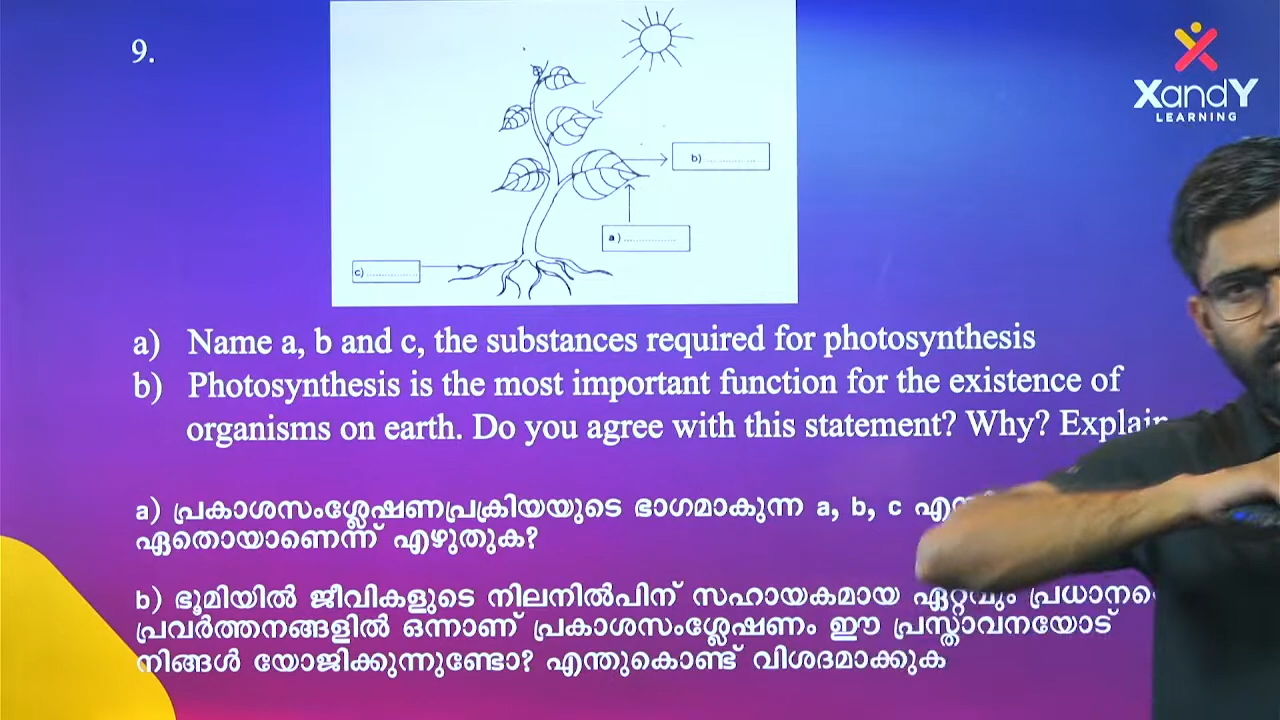 9.
XandY
LEARNING
b) ...............
a) ...............
c) ...............
a) Name a, b and c, the substances required for photosynthesis
b) Photosynthesis is the most important function for the existence of
organisms on earth. Do you agree with this statement? Why? Explain
a) പ്രകാശസംശ്ലേഷണപ്രക്രിയയുടെ ഭാഗമാകുന്ന a, b, c
ഏതൊയാണെന്ന് എഴുതുക?
b) ഭൂമിയിൽ ജീവികളുടെ നിലനിൽപിന് സഹായകമായ ഏറ്റവും
പ്രവർത്തനങ്ങളിൽ ഒന്നാണ് പ്രകാശസംശ്ലേഷണം ഈ പ്രസ്താവനയോട്
നിങ്ങൾ യോജിക്കുന്നുണ്ടോ? എന്തുകൊണ്ട് വിശദമാക്കുക